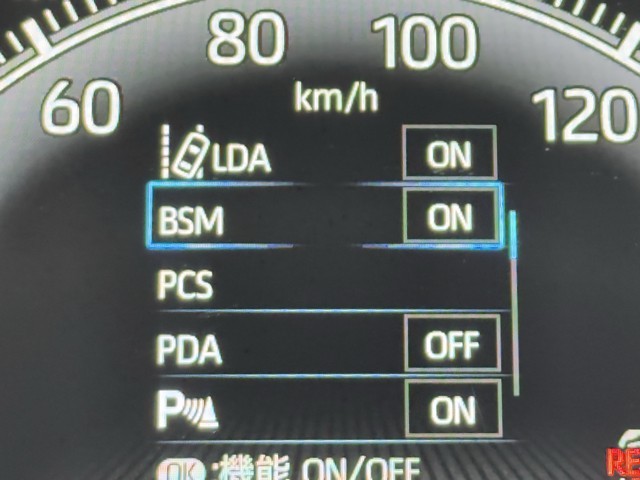 80 100
60 km/h 120
LDA ON
BSM ON
PCS
PDA OFF
P ON
OK :機能 ON/OFF